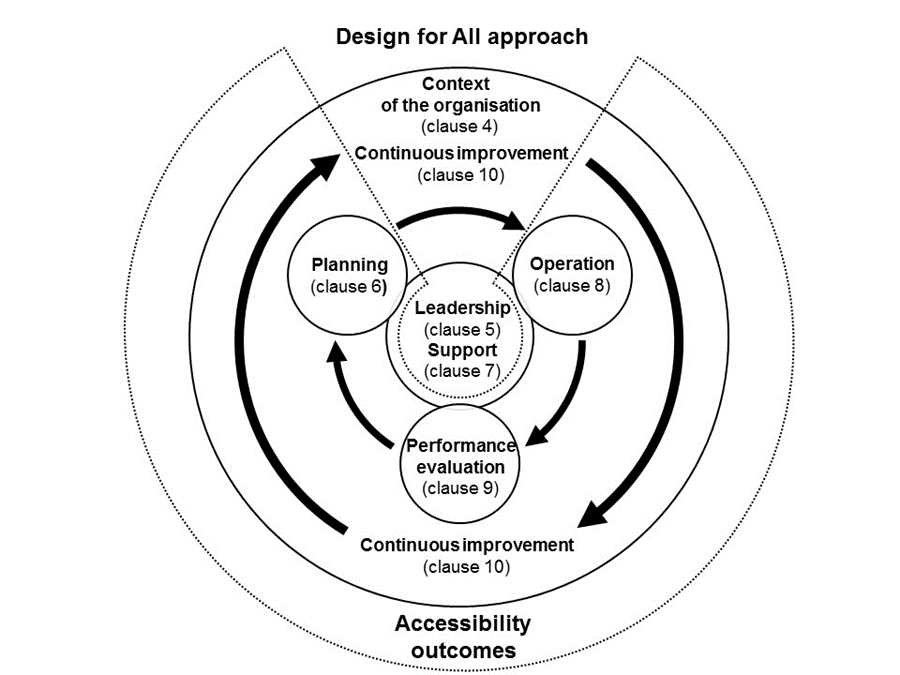 Design for All approach
Context
of the organisation
(clause 4)
Continuous improvement
(clause 10)
Planning
(clause 6)
Operation
(clause 8)
Leadership
(clause 5)
Support
(clause 7)
Performance
evaluation
(clause 9)
Continuous improvement
(clause 10)
Accessibility
outcomes